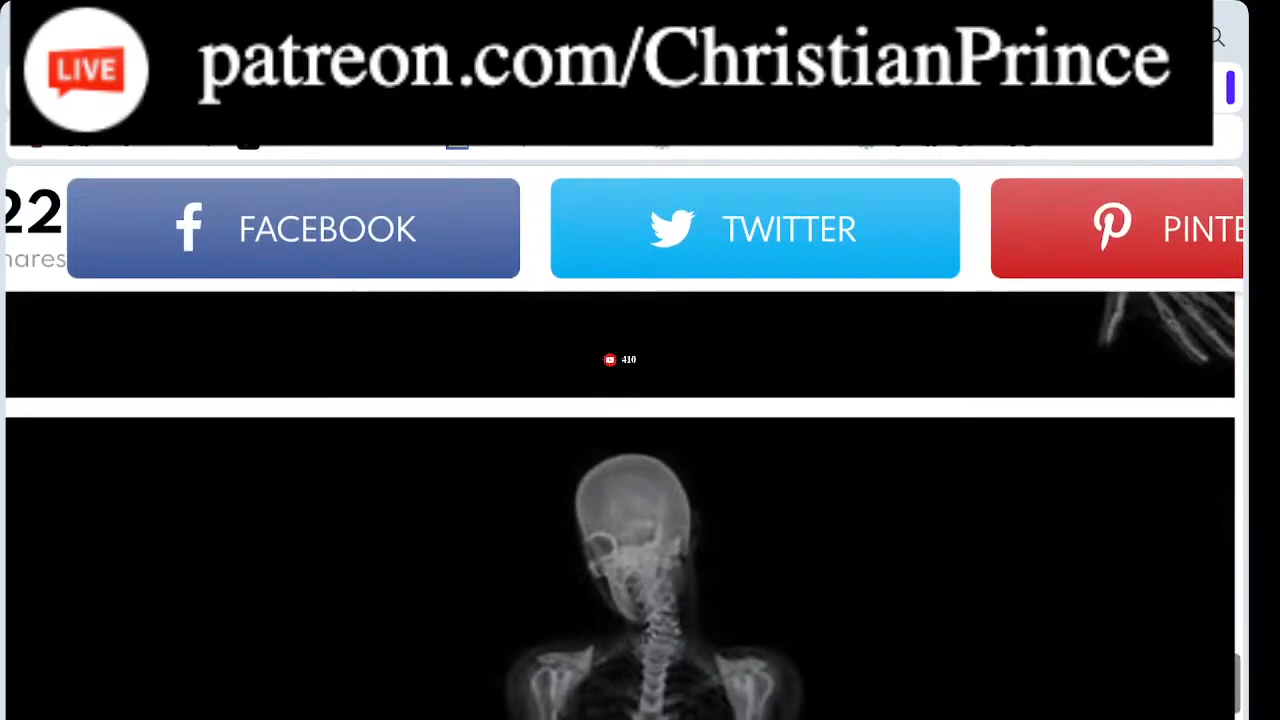 LIVE patreon.com/ChristianPrince
22
hares
FACEBOOK
TWITTER
PINTE
410